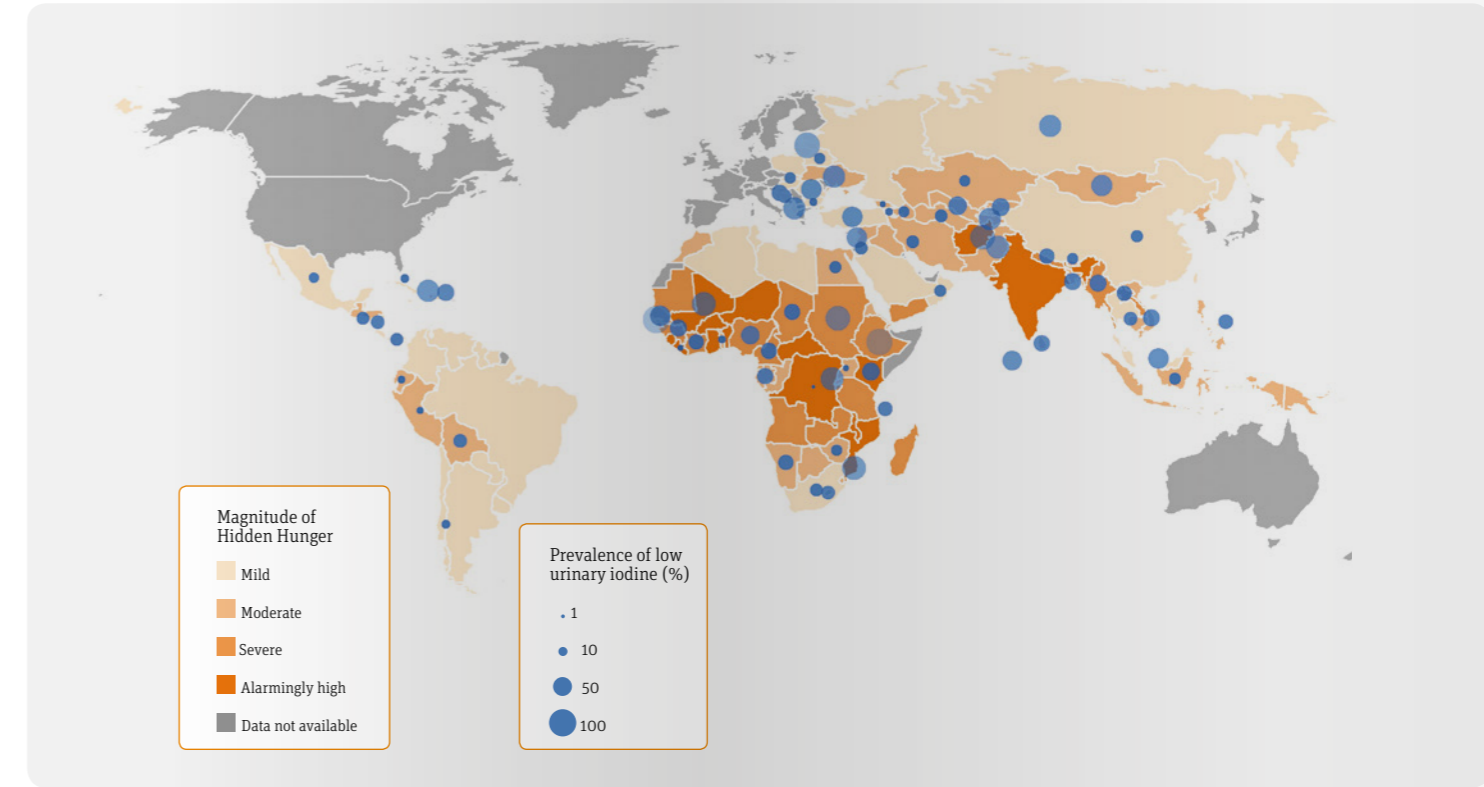 Magnitude of
Hidden Hunger
Mild
Moderate
Severe
Alarmingly high
Data not available
Prevalence of low
urinary iodine (%)
1
10
50
100